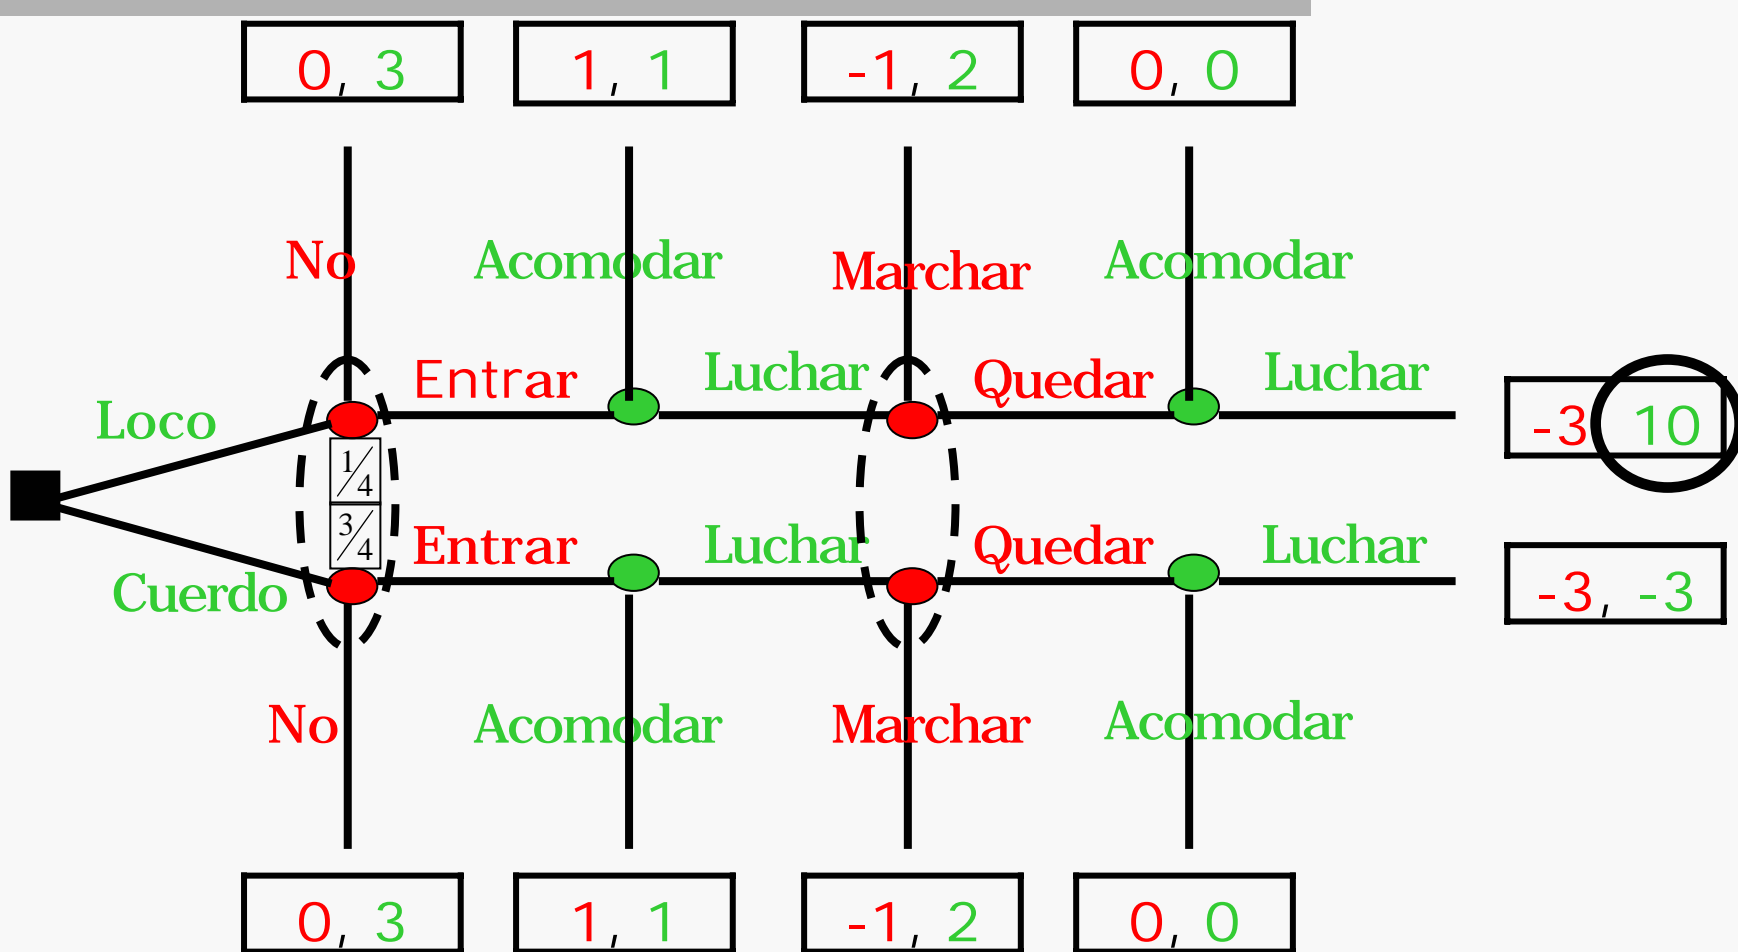 0, 3
1, 1
-1, 2
0, 0
No
Acomodar
Marchar
Acomodar
Entrar
Luchar
Quedar
Luchar
Loco
-3 10
1/4
3/4
Entrar
Luchar
Quedar
Luchar
Cuerdo
-3, -3
No
Acomodar
Marchar
Acomodar
0, 3
1, 1
-1, 2
0, 0